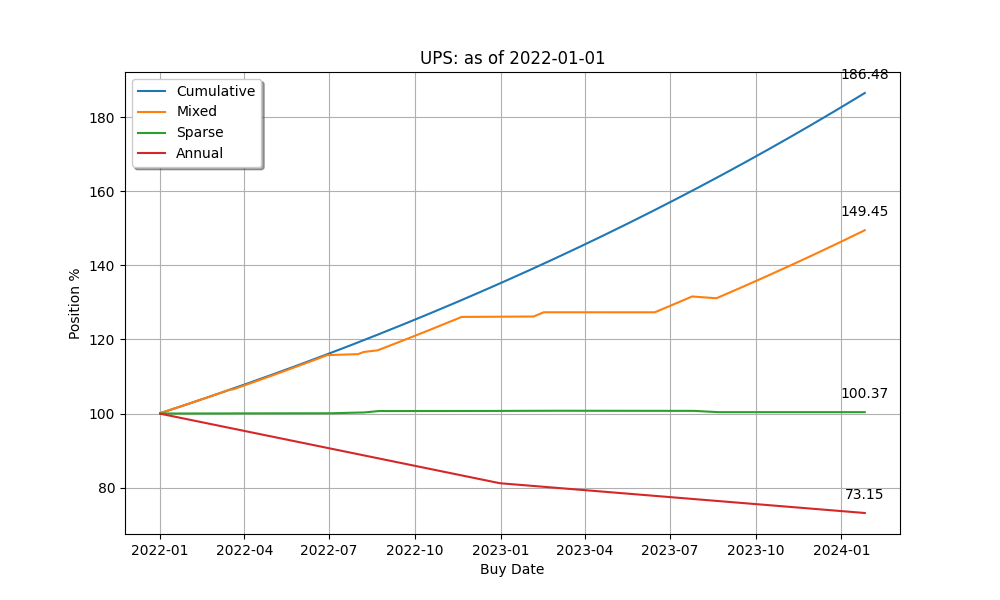 UPS: as of 2022-01-01
Cumulative
Mixed
Sparse
Annual
186.48
149.45
100.37
73.15
Position %
180
160
140
120
100
80
2022-01 2022-04 2022-07 2022-10 2023-01 2023-04 2023-07 2023-10 2024-01
Buy Date